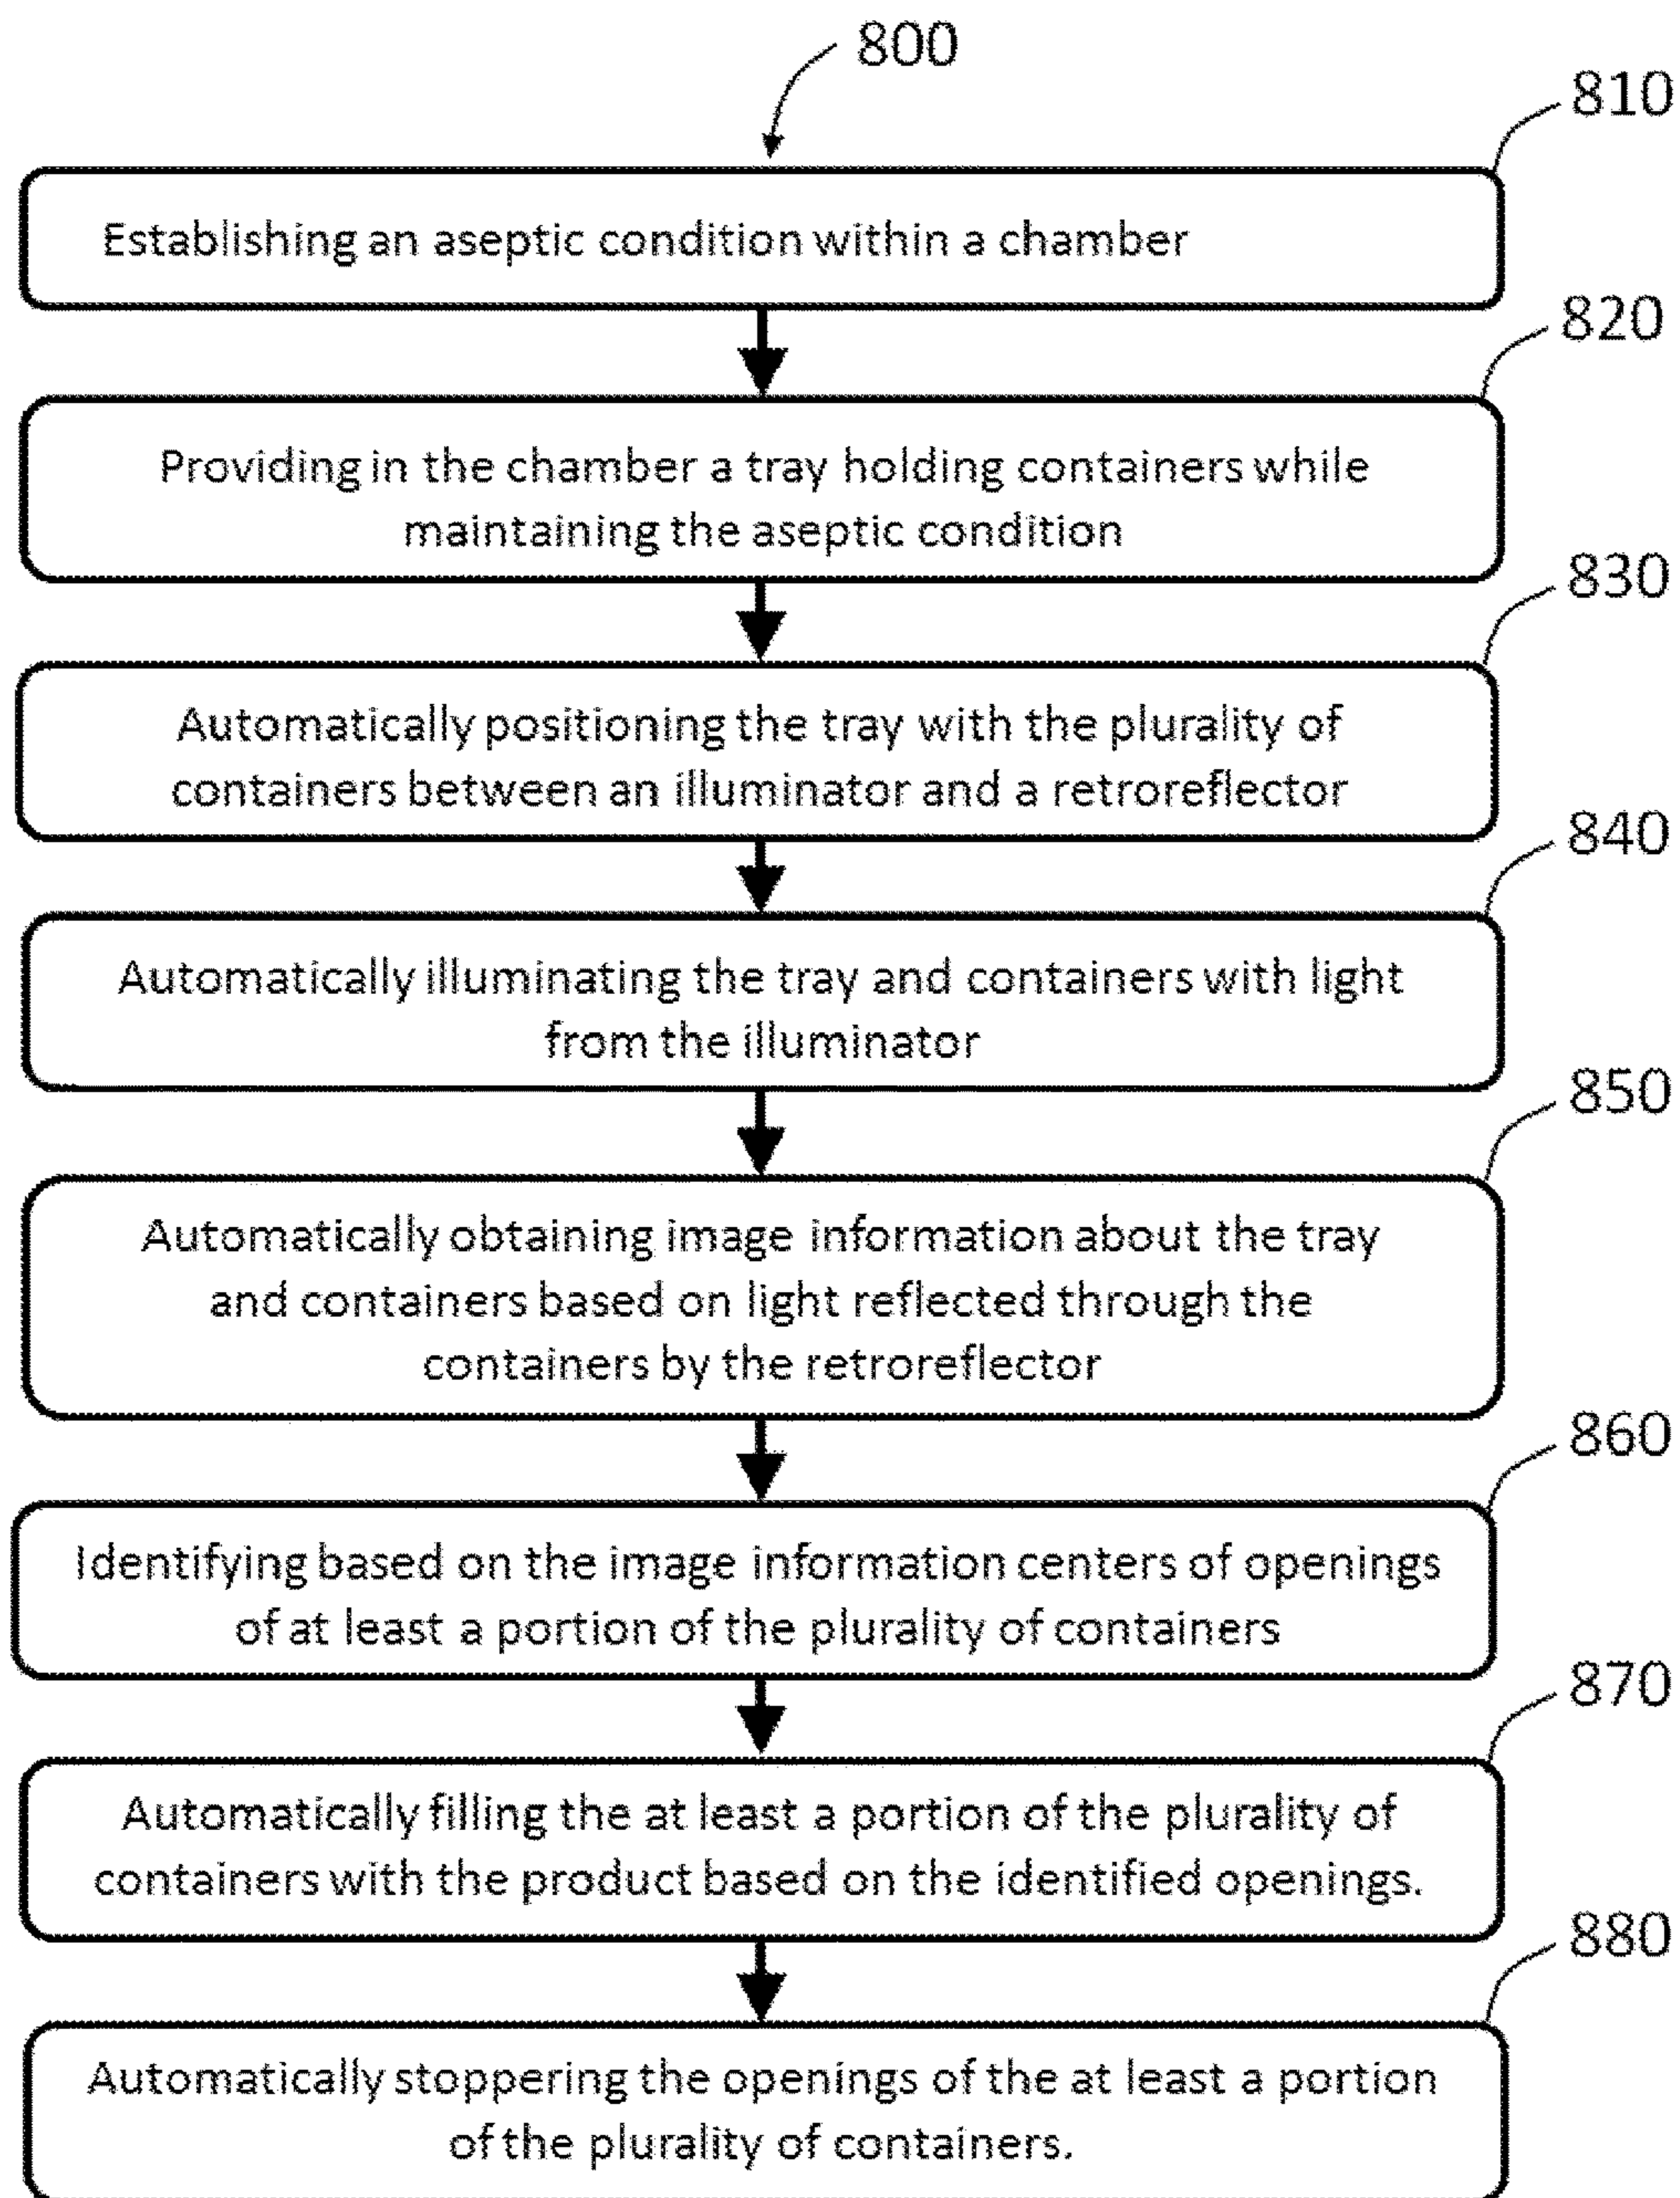 800
810
Establishing an aseptic condition within a chamber
820
Providing in the chamber a tray holding containers while
maintaining the aseptic condition
830
Automatically positioning the tray with the plurality of
containers between an illuminator and a retroreflector
840
Automatically illuminating the tray and containers with light
from the illuminator
850
Automatically obtaining image information about the tray
and containers based on light reflected through the
containers by the retroreflector
860
Identifying based on the image information centers of openings
of at least a portion of the plurality of containers
870
Automatically filling the at least a portion of the plurality of
containers with the product based on the identified openings.
880
Automatically stoppering the openings of the at least a portion
of the plurality of containers.